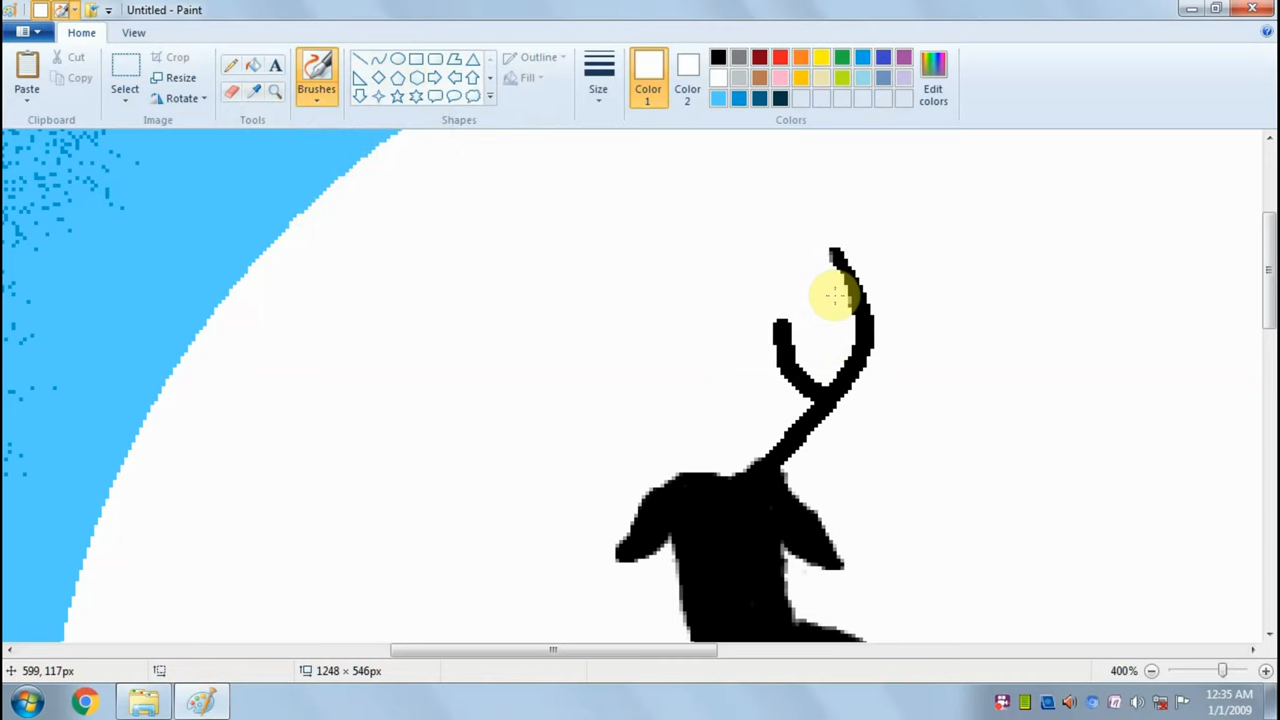 Untitled - Paint
Home View
Paste
Cut
Copy
Clipboard
Select
Crop
Resize
Rotate
Image
A
Tools
Brushes
Outline
Fill
Shapes
Size
Color 1
Color 2
Edit colors
Colors
599, 117px 1248 × 546px 400%
12:35 AM
1/1/2009